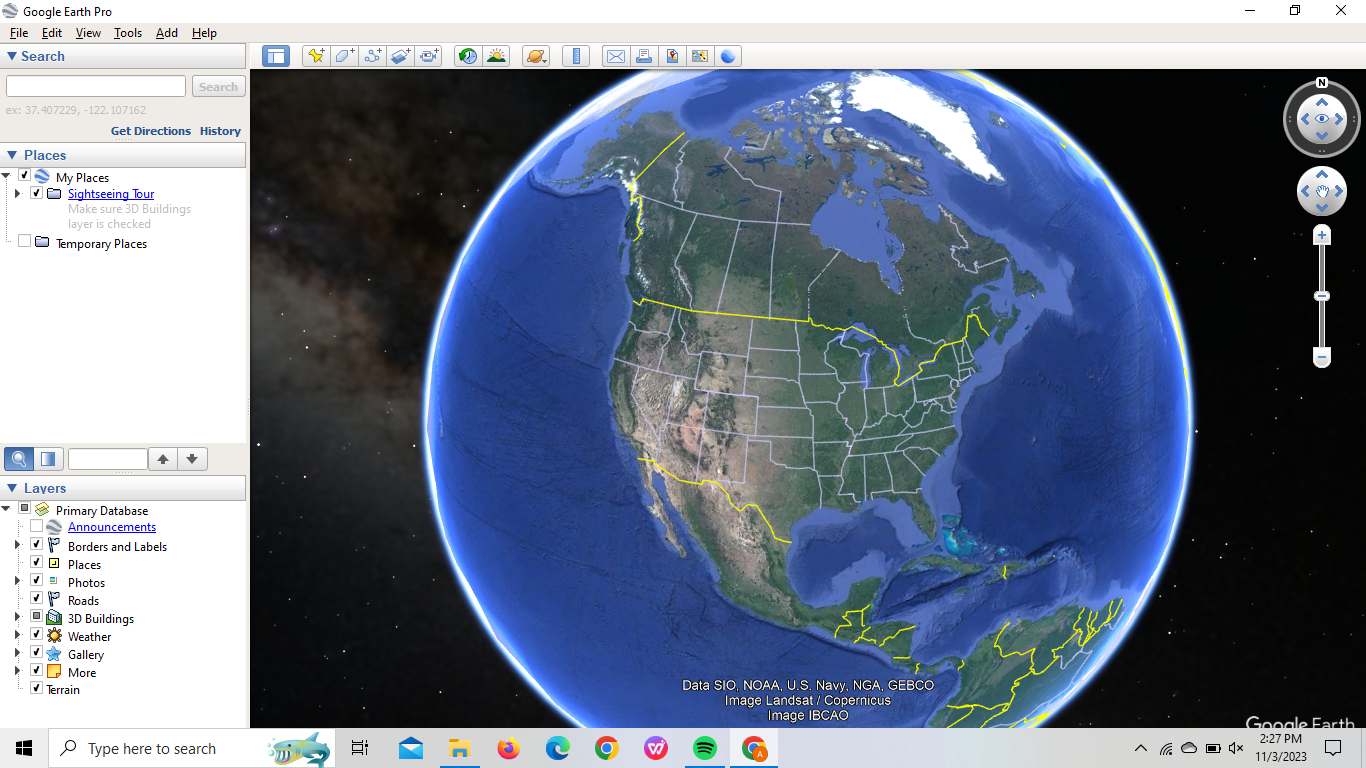 Google Earth Pro
File Edit View Tools Add Help
Search
Search
ex: 37.407229, -122.107162
Get Directions History
Places
My Places
Sightseeing Tour
Make sure 3D Buildings
layer is checked
Temporary Places
Layers
Primary Database
Announcements
Borders and Labels
Places
Photos
Roads
3D Buildings
Weather
Gallery
More
Terrain
N
Data SIO, NOAA, U.S. Navy, NGA, GEBCO
Image Landsat / Copernicus
Image IBCAO
Google Earth
Type here to search
A
2:27 PM
11/3/2023